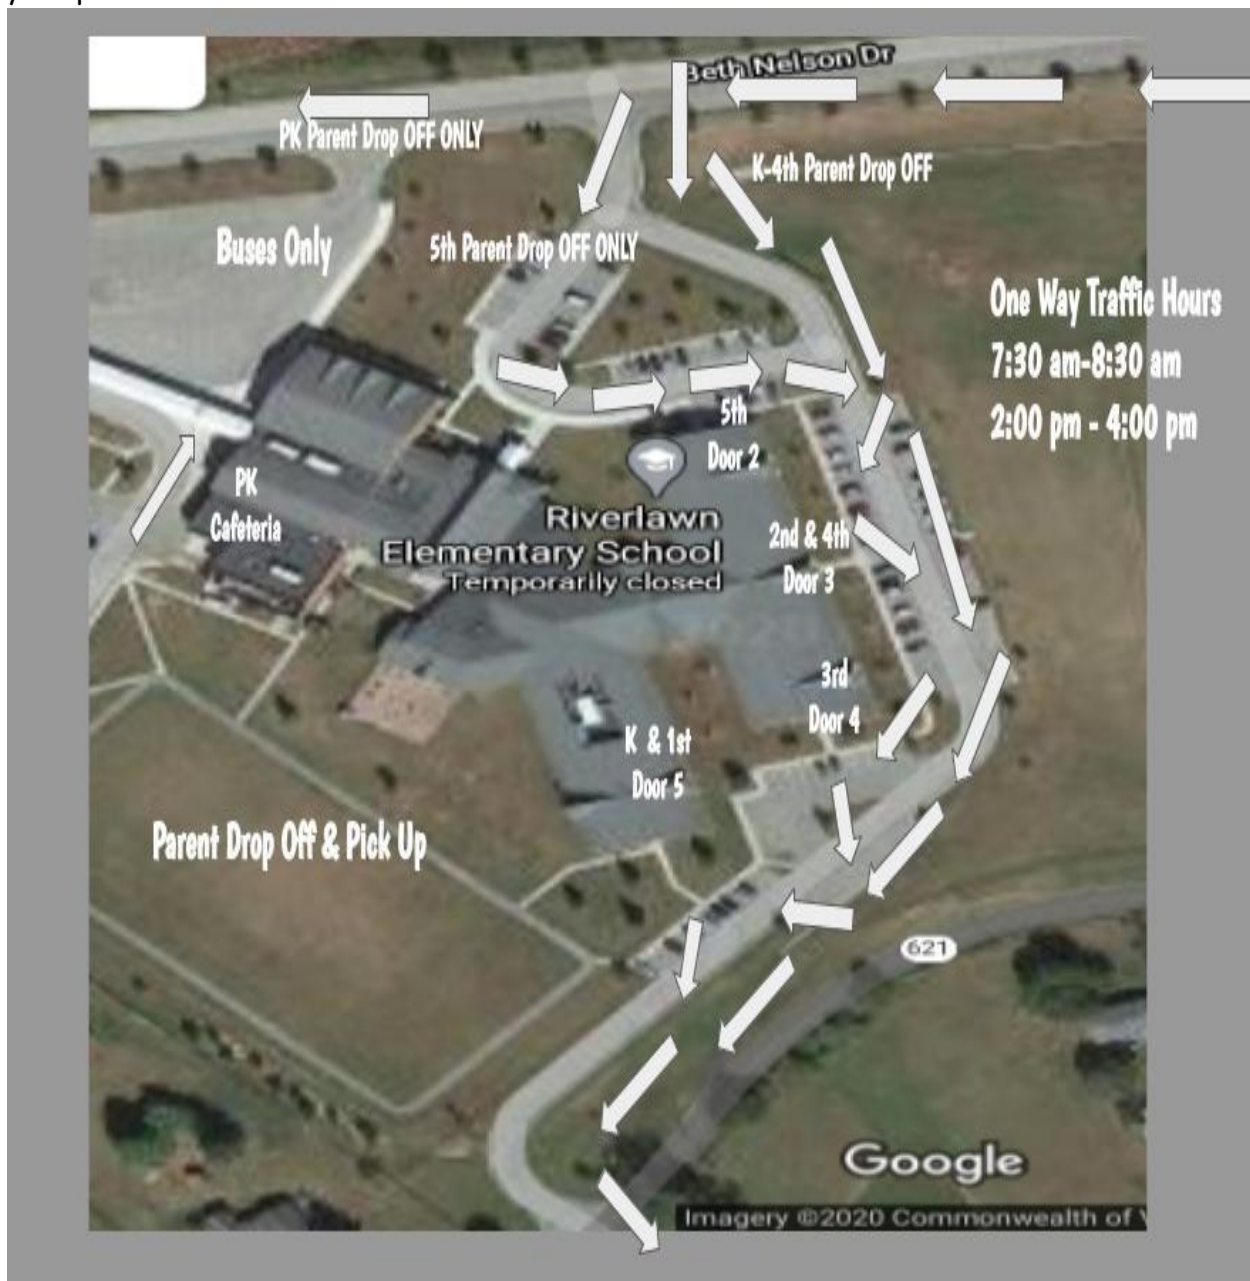 Beth Nelson Dr
PK Parent Drop OFF ONLY
K-4th Parent Drop OFF
Buses Only
5th Parent Drop OFF ONLY
One Way Traffic Hours
7:30 am-8:30 am
2:00 pm - 4:00 pm
5th
Door 2
PK
Cafeteria
Riverlawn
Elementary School
Temporarily closed
2nd & 4th
Door 3
3rd
Door 4
K & 1st
Door 5
Parent Drop Off & Pick Up
621
Google
Imagery ©2020 Commonwealth of